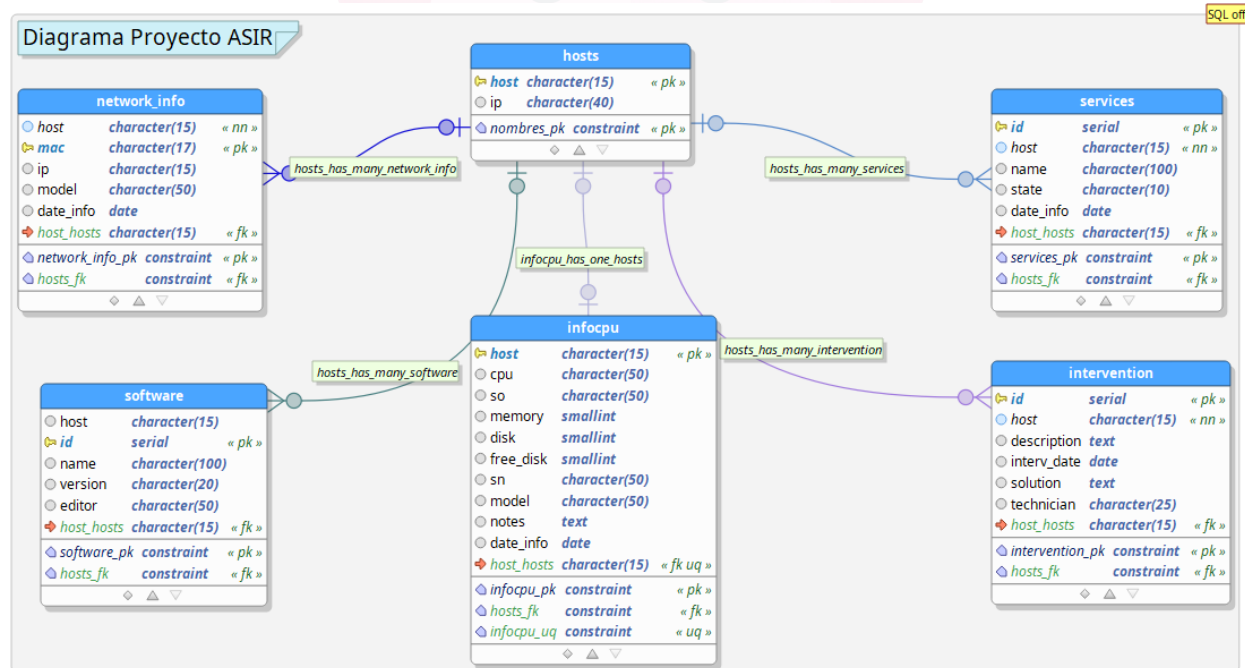 SQL off
Diagrama Proyecto ASIR
hosts
host character(15) « pk »
ip character(40)
nombres_pk constraint « pk »
network_info
host character(15) « nn »
mac character(17) « pk »
ip character(15)
model character(50)
date_info date
host_hosts character(15) « fk »
network_info_pk constraint « pk »
hosts_fk constraint « fk »
hosts_has_many_network_info
services
id serial « pk »
host character(15) « nn »
name character(100)
state character(10)
date_info date
host_hosts character(15) « fk »
services_pk constraint « pk »
hosts_fk constraint « fk »
hosts_has_many_services
infocpu_has_one_hosts
hosts_has_many_software
hosts_has_many_intervention
software
host character(15)
id serial « pk »
name character(100)
version character(20)
editor character(50)
host_hosts character(15) « fk »
software_pk constraint « pk »
hosts_fk constraint « fk »
infocpu
host character(15) « pk »
cpu character(50)
so character(50)
memory smallint
disk smallint
free_disk smallint
sn character(50)
model character(50)
notes text
date_info date
host_hosts character(15) « fk uq »
infocpu_pk constraint « pk »
hosts_fk constraint « fk »
infocpu_uq constraint « uq »
intervention
id serial « pk »
host character(15) « nn »
description text
interv_date date
solution text
technician character(25)
host_hosts character(15) « fk »
intervention_pk constraint « pk »
hosts_fk constraint « fk »